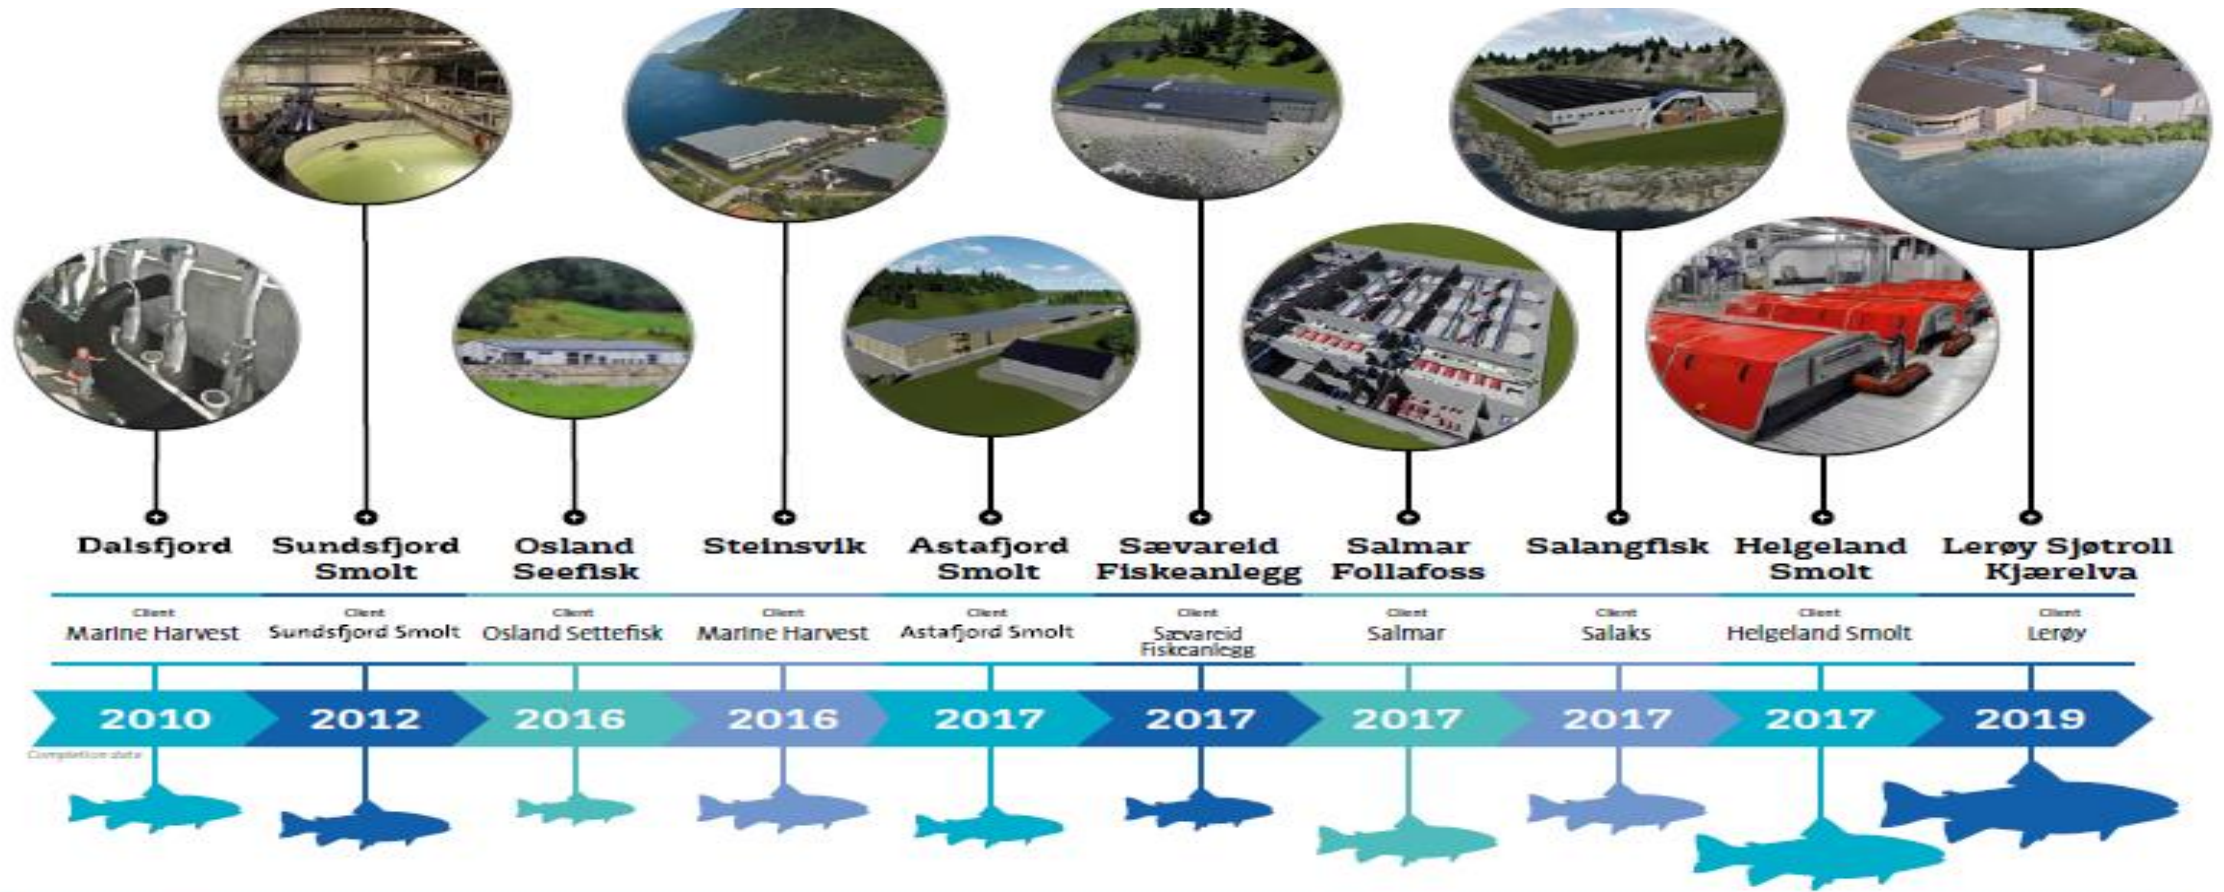 Dalsfjord
Sundsfjord
Smolt
Osland
Seefisk
Steinsvik
Astafjord
Smolt
Sævareid
Fiskeanlegg
Salmar
Follafoss
Salangfisk
Helgeland
Smolt
Lerøy Sjøtroll
Kjærelva
Client
Marine Harvest
Client
Sundsfjord Smolt
Client
Osland Settefisk
Client
Marine Harvest
Client
Astafjord Smolt
Client
Sævareid
Fiskeanlegg
Client
Salmar
Client
Salaks
Client
Helgeland Smolt
Client
Lerøy
2010
2012
2016
2016
2017
2017
2017
2017
2017
2019
Completion date